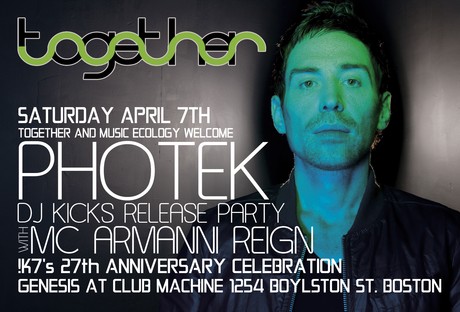 together
SATURDAY APRIL 7TH
TOGETHER AND MUSIC ECOLOGY WELCOME
PHOTEK
DJ KICKS RELEASE PARTY
WITH MC ARMANNI REIGN
!K7's 27th ANNIVERSARY CELEBRATION
GENESIS AT CLUB MACHINE 1254 BOYLSTON ST. BOSTON